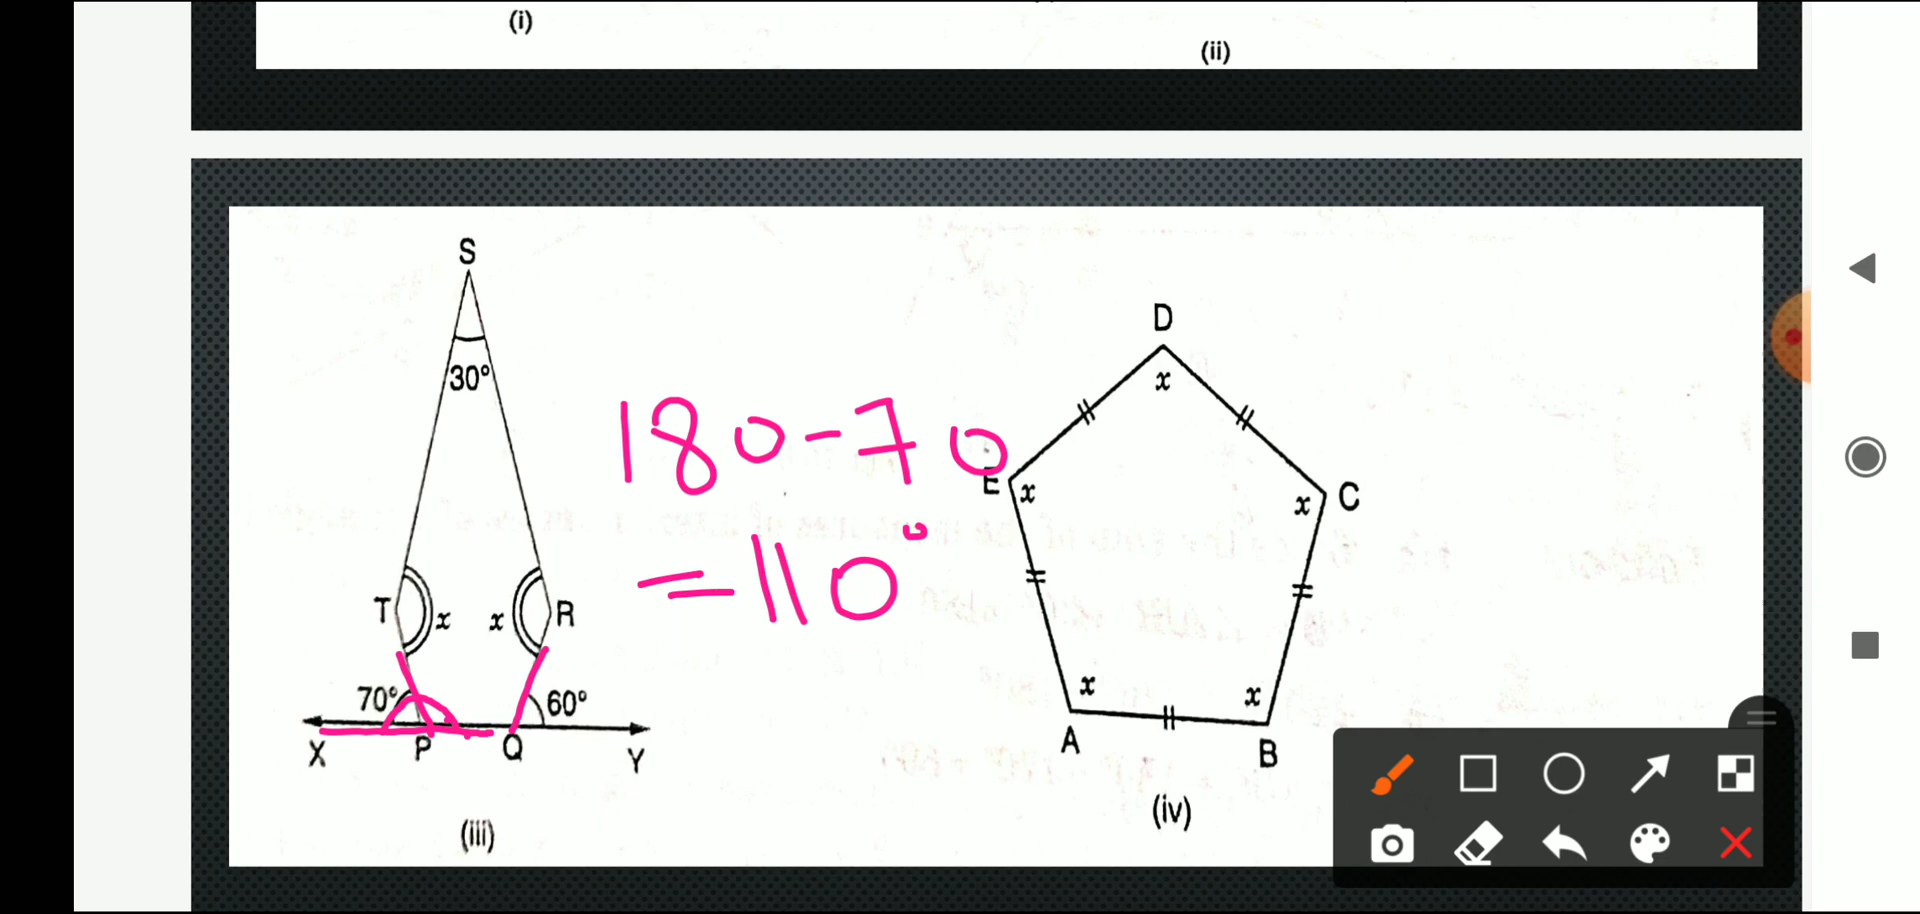 (i)
(ii)
S
30°
T x x R
70° 60°
X P Q Y
(iii)
180-70
=110°
D
x
E x x C
x x
A B
(iv)